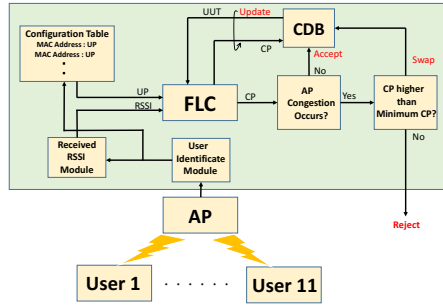 Configuration Table
MAC Address : UP
MAC Address : UP
.
.
.
UUT
Update
CP
CDB
Accept
Swap
UP
RSSI
FLC
CP
No
AP
Congestion
Occurs?
Yes
CP higher
than
Minimum CP?
No
Received
RSSI
Module
User
Identificate
Module
AP
Reject
User 1
. . . . . .
User 11